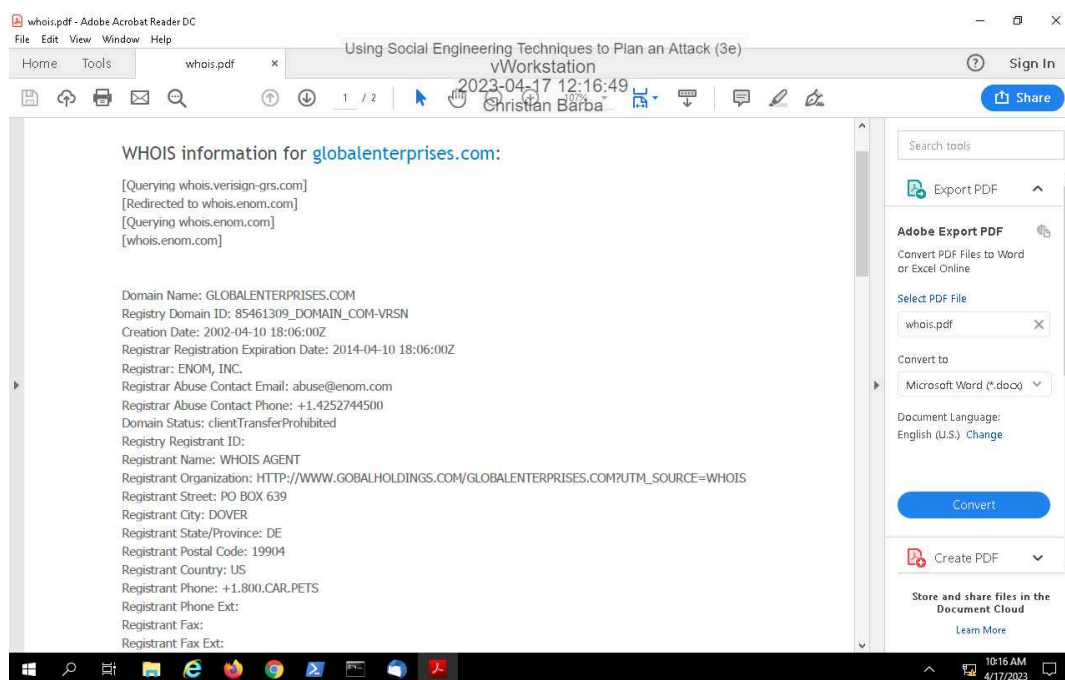 whois.pdf - Adobe Acrobat Reader DC
File Edit View Window Help
Using Social Engineering Techniques to Plan an Attack (3e)
vWorkstation
2023-04-17 12:16:49
Christian Barba
Home Tools whois.pdf × ? Sign In
1 / 2 107% Share
WHOIS information for globalenterprises.com:
[Querying whois.verisign-grs.com]
[Redirected to whois.enom.com]
[Querying whois.enom.com]
[whois.enom.com]
Domain Name: GLOBALENTERPRISES.COM
Registry Domain ID: 85461309_DOMAIN_COM-VRSN
Creation Date: 2002-04-10 18:06:00Z
Registrar Registration Expiration Date: 2014-04-10 18:06:00Z
Registrar: ENOM, INC.
Registrar Abuse Contact Email: abuse@enom.com
Registrar Abuse Contact Phone: +1.4252744500
Domain Status: clientTransferProhibited
Registry Registrant ID:
Registrant Name: WHOIS AGENT
Registrant Organization: HTTP://WWW.GOBALHOLDINGS.COM/GLOBALENTERPRISES.COM?UTM_SOURCE=WHOIS
Registrant Street: PO BOX 639
Registrant City: DOVER
Registrant State/Province: DE
Registrant Postal Code: 19904
Registrant Country: US
Registrant Phone: +1.800.CAR.PETS
Registrant Phone Ext:
Registrant Fax:
Registrant Fax Ext:
Search tools
Export PDF
Adobe Export PDF
Convert PDF Files to Word
or Excel Online
Select PDF File
whois.pdf
Convert to
Microsoft Word (*.docx)
Document Language:
English (U.S.) Change
Convert
Create PDF
Store and share files in the
Document Cloud
Learn More
10:16 AM
4/17/2023